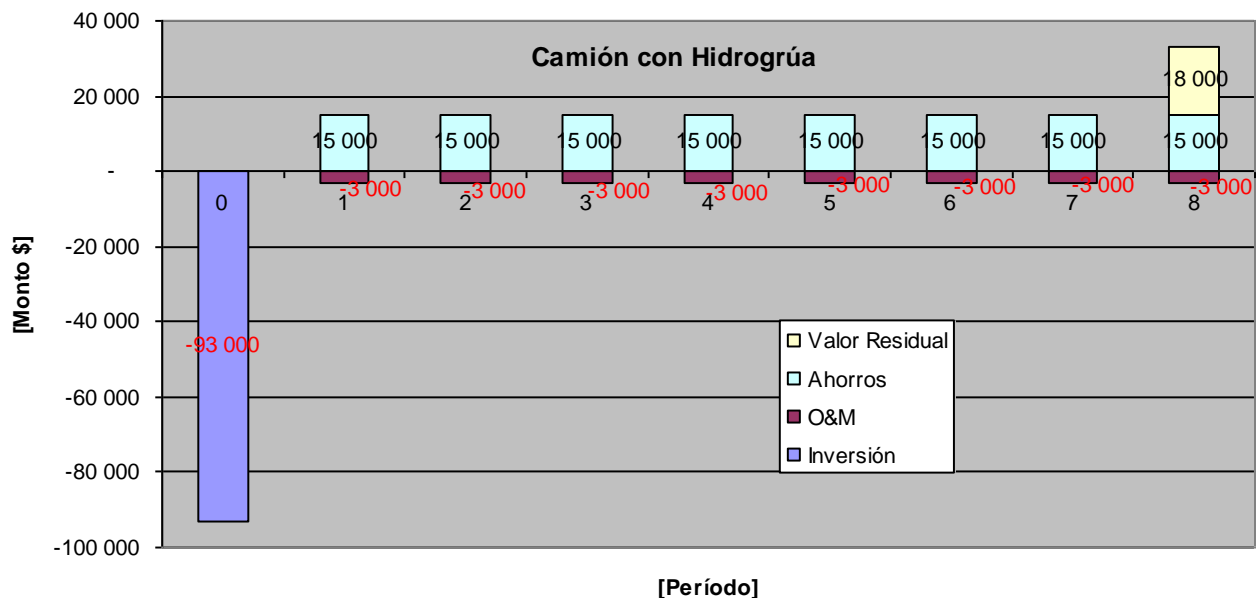 Camión con Hidrogrúa
[Monto $]
40 000
20 000
-
-20 000
-40 000
-60 000
-80 000
-100 000
18 000
15 000 15 000 15 000 15 000 15 000 15 000 15 000 15 000
-3 000 -3 000 -3 000 -3 000 -3 000 -3 000 -3 000 -3 000
0 1 2 3 4 5 6 7 8
-93 000
Valor Residual
Ahorros
O&M
Inversión
[Período]